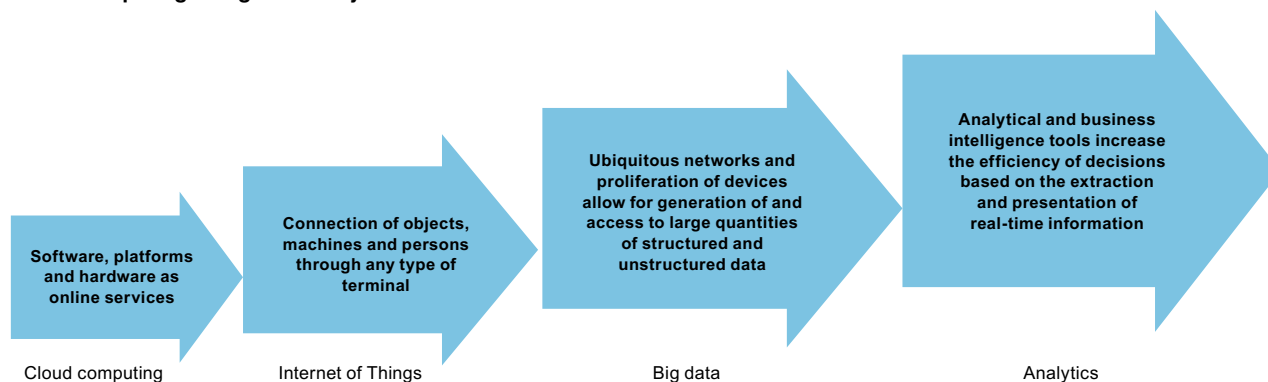 Software, platforms
and hardware as
online services
Connection of objects,
machines and persons
through any type of
terminal
Ubiquitous networks and
proliferation of devices
allow for generation of and
access to large quantities
of structured and
unstructured data
Analytical and business
intelligence tools increase
the efficiency of decisions
based on the extraction
and presentation of
real-time information
Cloud computing
Internet of Things
Big data
Analytics